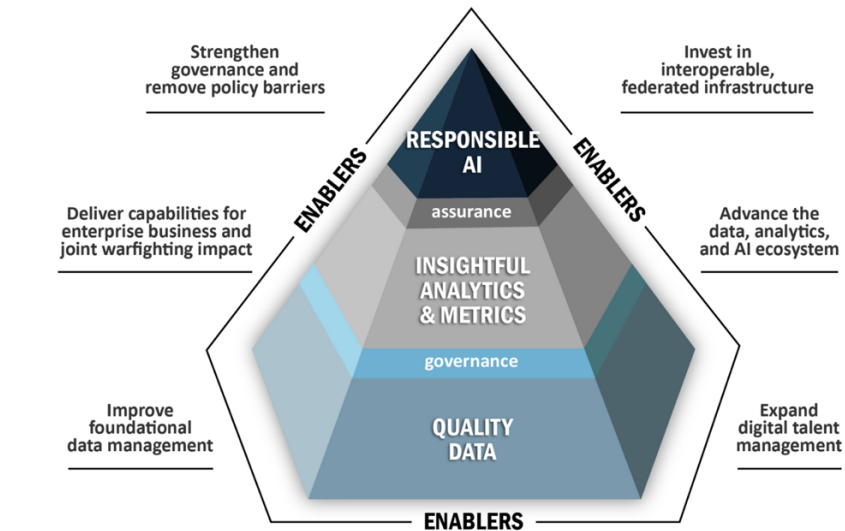 Strengthen
governance and
remove policy barriers
Invest in
interoperable,
federated infrastructure
RESPONSIBLE
AI
ENABLERS
ENABLERS
assurance
Deliver capabilities for
enterprise business and
joint warfighting impact
Advance the
data, analytics,
and AI ecosystem
INSIGHTFUL
ANALYTICS
& METRICS
governance
Improve
foundational
data management
QUALITY
DATA
Expand
digital talent
management
ENABLERS